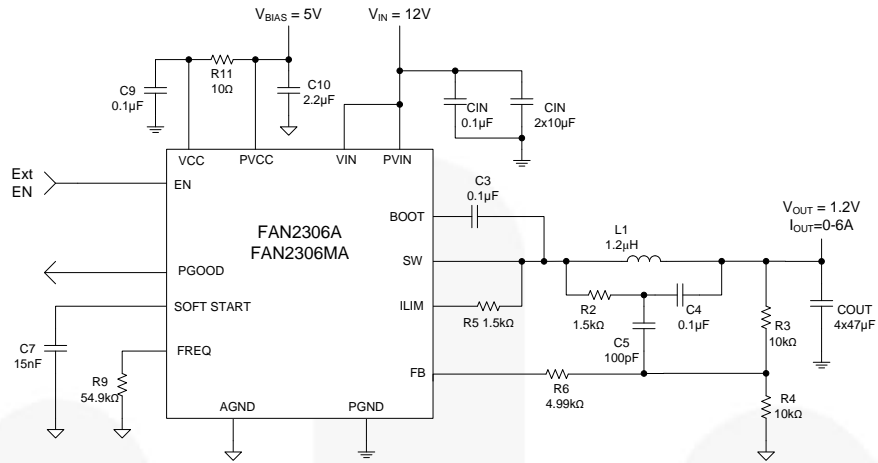 V_BIAS = 5V
V_IN = 12V
C9
0.1µF
R11
10Ω
C10
2.2µF
CIN
0.1µF
CIN
2x10µF
VCC
PVCC
VIN
PVIN
Ext
EN
EN
FAN2306A
FAN2306MA
BOOT
C3
0.1µF
V_OUT = 1.2V
I_OUT=0-6A
L1
1.2µH
PGOOD
SW
SOFT START
ILIM
R5 1.5kΩ
R2
1.5kΩ
C4
0.1µF
R3
10kΩ
COUT
4x47µF
C7
15nF
C5
100pF
FREQ
R9
54.9kΩ
FB
R6
4.99kΩ
R4
10kΩ
AGND
PGND